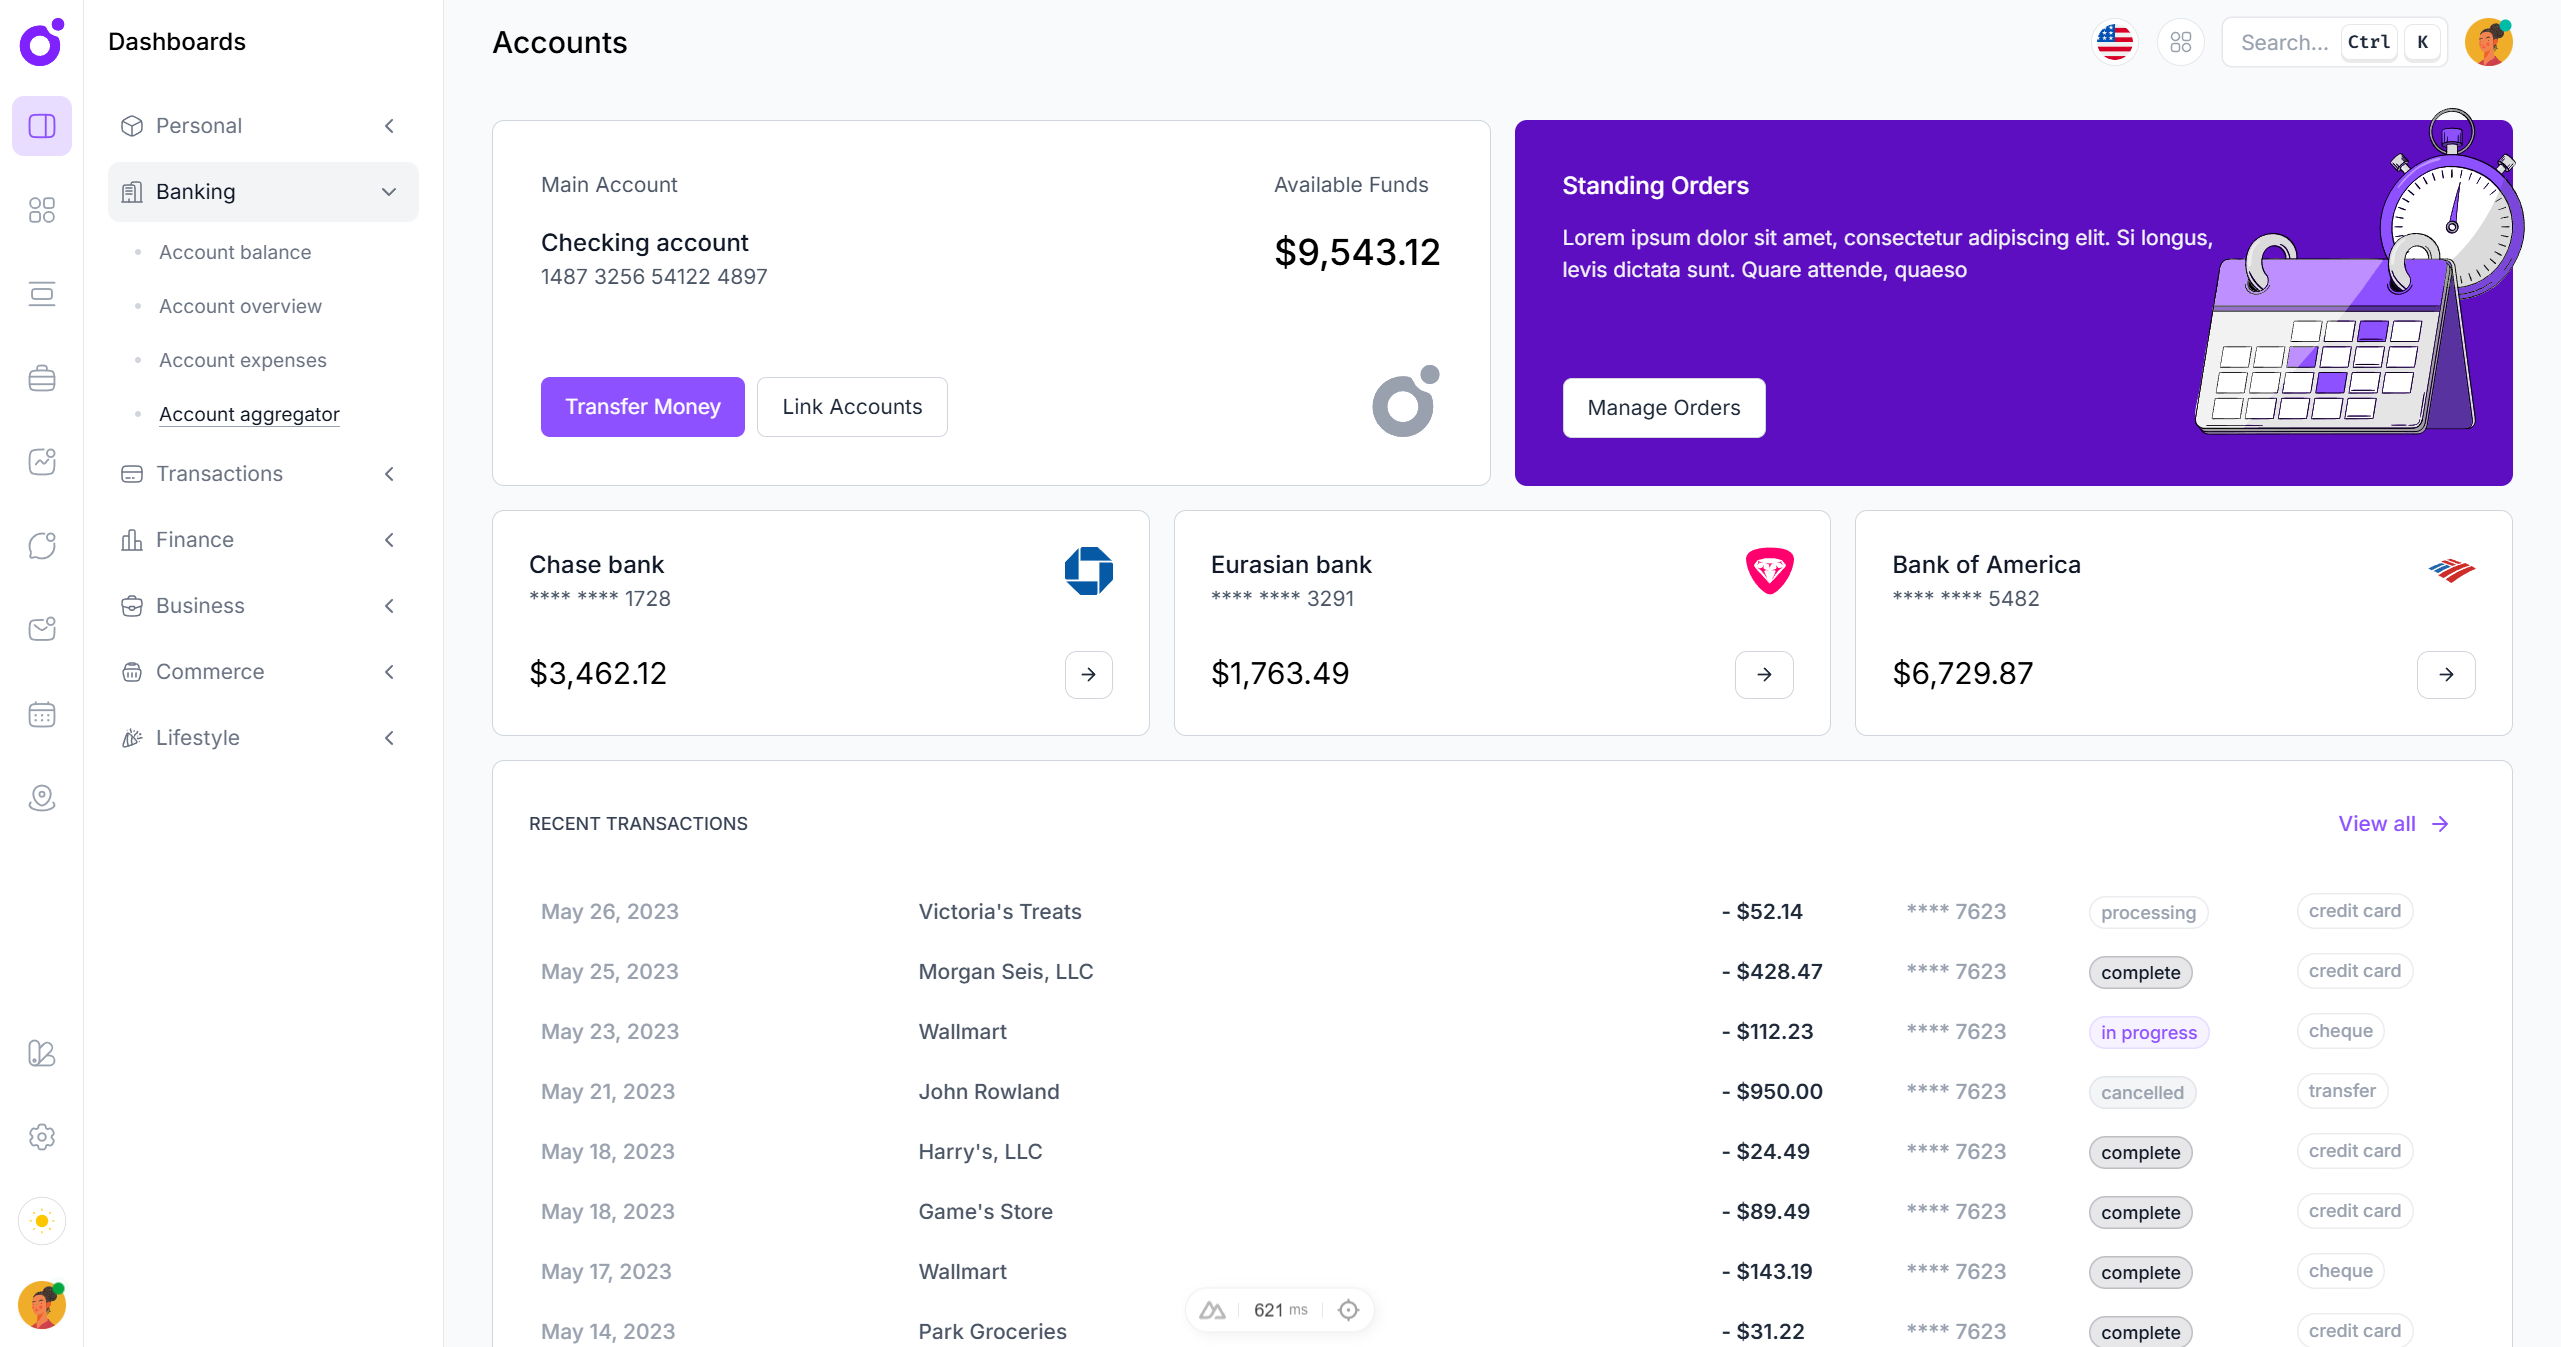 Dashboards
Personal
Banking
Account balance
Account overview
Account expenses
Account aggregator
Transactions
Finance
Business
Commerce
Lifestyle
Accounts
Search... Ctrl K
Main Account
Available Funds
Checking account
1487 3256 54122 4897
$9,543.12
Transfer Money
Link Accounts
Standing Orders
Lorem ipsum dolor sit amet, consectetur adipiscing elit. Si longus,
levis dictata sunt. Quare attende, quaeso
Manage Orders
Chase bank
**** **** 1728
$3,462.12
Eurasian bank
**** **** 3291
$1,763.49
Bank of America
**** **** 5482
$6,729.87
RECENT TRANSACTIONS
View all
May 26, 2023 Victoria's Treats - $52.14 **** 7623 processing credit card
May 25, 2023 Morgan Seis, LLC - $428.47 **** 7623 complete credit card
May 23, 2023 Wallmart - $112.23 **** 7623 in progress cheque
May 21, 2023 John Rowland - $950.00 **** 7623 cancelled transfer
May 18, 2023 Harry's, LLC - $24.49 **** 7623 complete credit card
May 18, 2023 Game's Store - $89.49 **** 7623 complete credit card
May 17, 2023 Wallmart - $143.19 **** 7623 complete cheque
May 14, 2023 Park Groceries - $31.22 **** 7623 complete credit card
621 ms